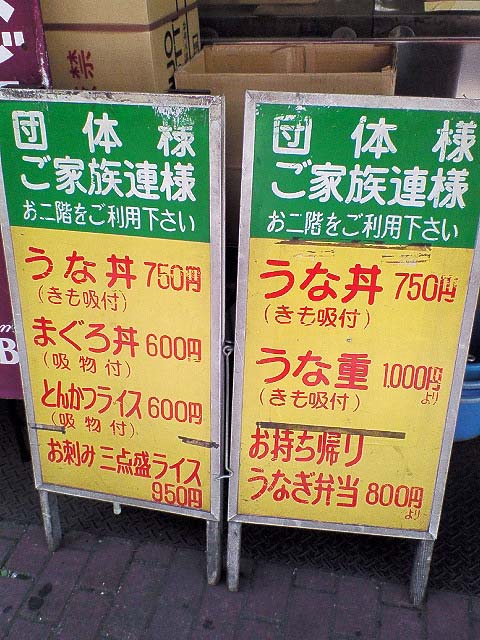 団体様
ご家族連様
お二階をご利用下さい
うな丼 750円
(きも吸付)
まぐろ丼 600円
(吸物付)
とんかつライス 600円
(吸物付)
お刺み三点盛ライス
950円
団体様
ご家族連様
お二階をご利用下さい
うな丼 750円
(きも吸付)
うな重 1.000円より
(きも吸付)
お持ち帰り
うなぎ弁当 800円より